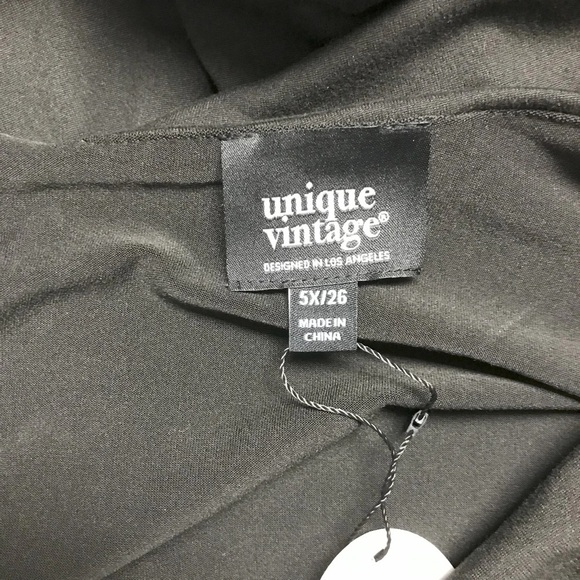 unique
vintage®
DESIGNED IN LOS ANGELES
5X/26
MADE IN
CHINA